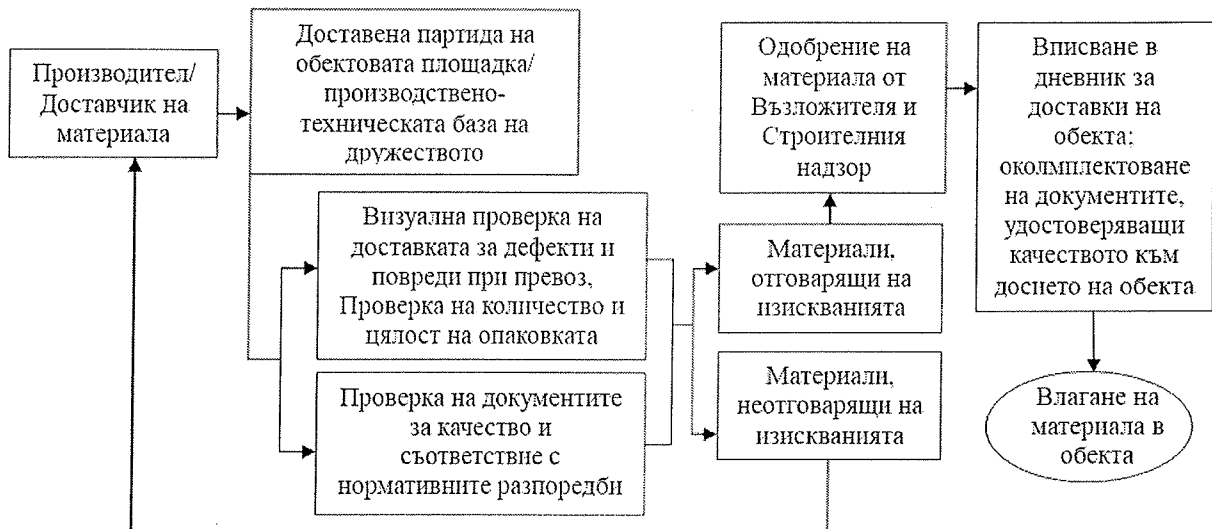 Производител/
Доставчик на
материала
Доставена партида на
обектовата площадка/
производствено-
техническата база на
дружеството
Визуална проверка на
доставката за дефекти и
повреди при превоз,
Проверка на количество и
цялост на опаковката
Проверка на документите
за качество и
съответствие с
нормативните разпоредби
Материали,
отговарящи на
изискванията
Материали,
неотговарящи на
изискванията
Одобрение на
материала от
Възложителя и
Строителния
надзор
Вписване в
дневник за
доставки на
обекта;
околмплектоване
на документите,
удостоверяващи
качеството към
досието на обекта
Влагане на
материала в
обекта